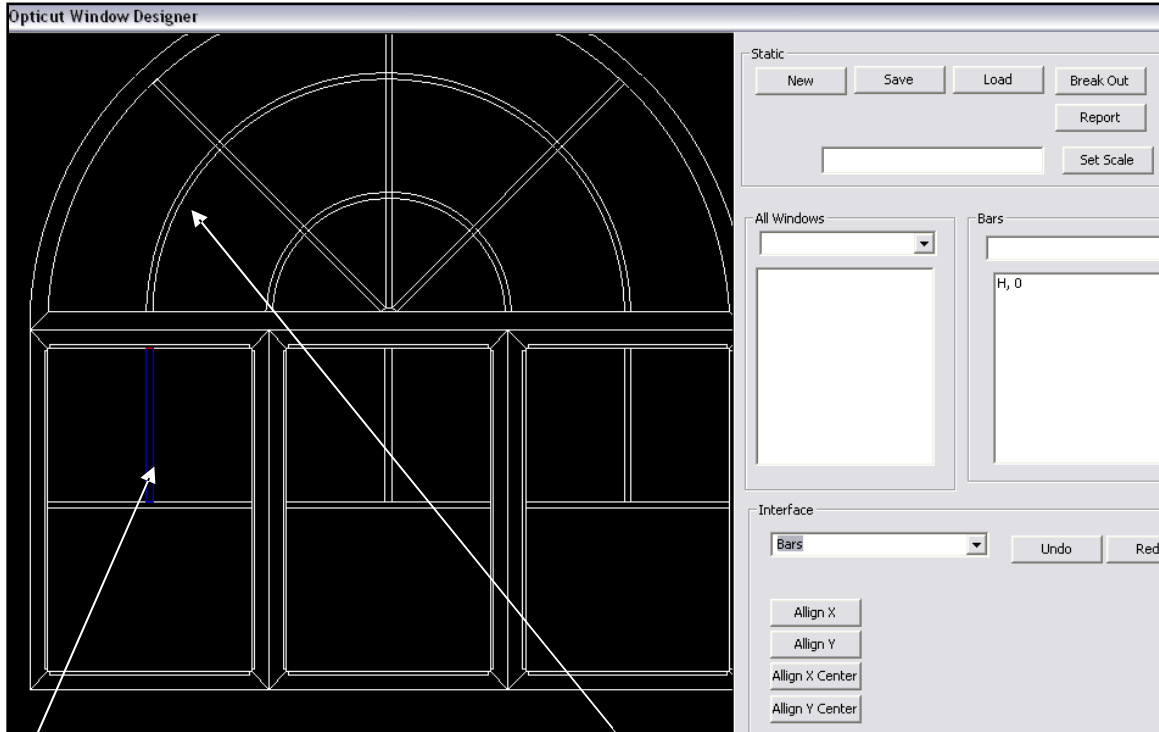 Opticut Window Designer
Static
New
Save
Load
Break Out
Report
Set Scale
All Windows
Bars
H, 0
Interface
Bars
Undo
Red
Allign X
Allign Y
Allign X Center
Allign Y Center